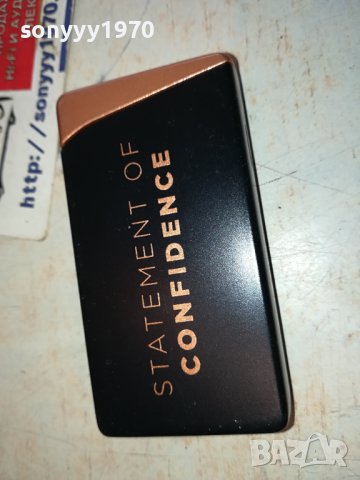 sonyyy1970
STATEMENT OF
CONFIDENCE
http://sonyyy1970
BAZAR